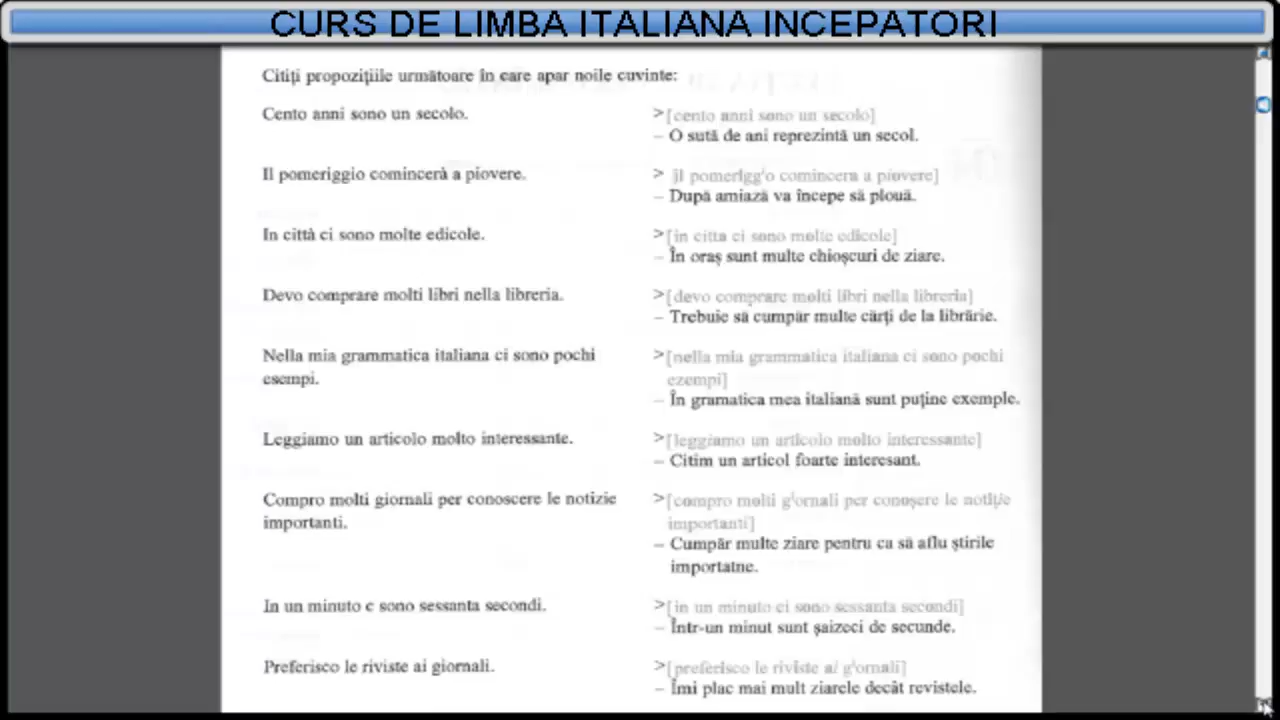 CURS DE LIMBA ITALIANA INCEPATORI
Citiți propozițiile următoare în care apar noile cuvinte:
Cento anni sono un secolo.
>[cento anni sono un secolo]
– O sută de ani reprezintă un secol.
Il pomeriggio comincerà a piovere.
> [il pomerigg'o comincera a piovere]
– După amiază va începe să plouă.
In città ci sono molte edicole.
>[in citta ci sono molte edicole]
– În oraș sunt multe chioșcuri de ziare.
Devo comprare molti libri nella libreria.
>[devo comprare molti libri nella libreria]
– Trebuie să cumpăr multe cărți de la librărie.
Nella mia grammatica italiana ci sono pochi
esempi.
>[nella mia grammatica italiana ci sono pochi
ezempi]
– În gramatica mea italiană sunt puține exemple.
Leggiamo un articolo molto interessante.
>[leggiamo un articolo molto interessante]
– Citim un articol foarte interesant.
Compro molti giornali per conoscere le notizie
importanti.
>[compro molti gⁱornali per conoșere le notiție
importanti]
– Cumpăr multe ziare pentru ca să aflu știrile
importatne.
In un minuto c sono sessanta secondi.
>[in un minuto ci sono sessanta secondi]
– Într-un minut sunt șaizeci de secunde.
Preferisco le riviste ai giornali.
>[preferisco le riviste ai gⁱornali]
– Îmi plac mai mult ziarele decât revistele.